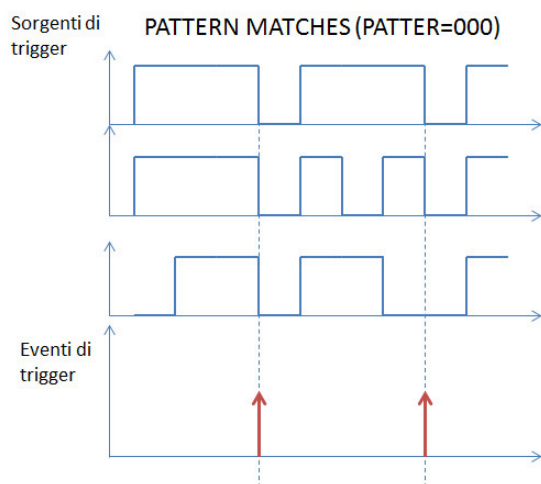 Sorgenti di
trigger
PATTERN MATCHES (PATTER=000)
Eventi di
trigger